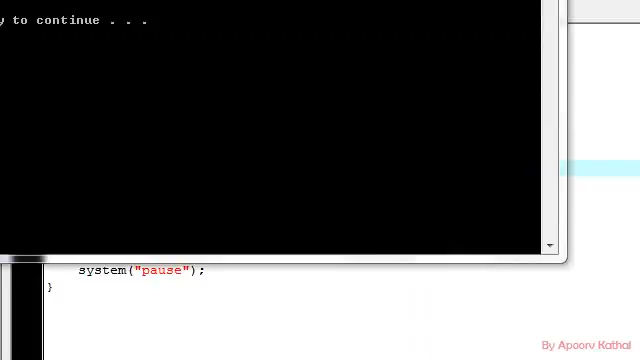 y to continue . . .
system("pause");
}
By Apoorv Kathal